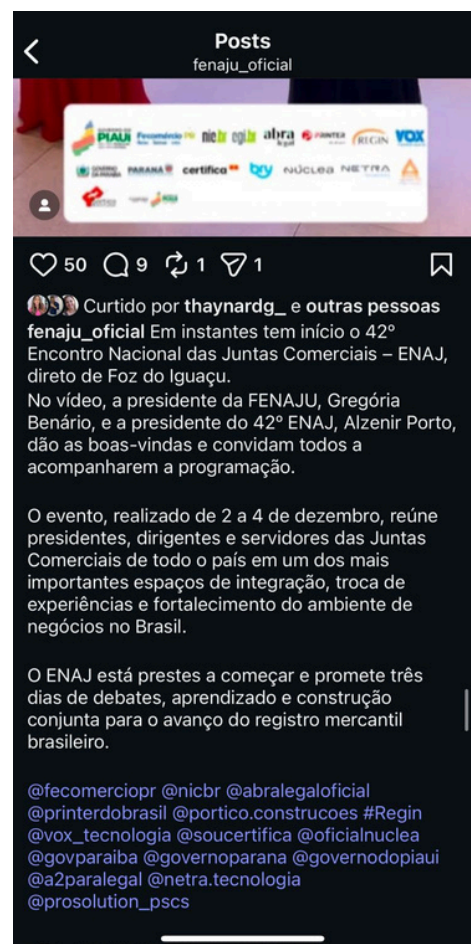 Posts
fenaju_oficial
PIAUÍ Fecomércio PR nic.br cgi.br abra legal PRINTER REGIN VOX
PARANÁ certifica bry NÚCLEA NETRA
50 9 1 1
Curtido por thaynardg_ e outras pessoas
fenaju_oficial Em instantes tem início o 42º
Encontro Nacional das Juntas Comerciais – ENAJ,
direto de Foz do Iguaçu.
No vídeo, a presidente da FENAJU, Gregória
Benário, e a presidente do 42º ENAJ, Alzenir Porto,
dão as boas-vindas e convidam todos a
acompanharem a programação.
O evento, realizado de 2 a 4 de dezembro, reúne
presidentes, dirigentes e servidores das Juntas
Comerciais de todo o país em um dos mais
importantes espaços de integração, troca de
experiências e fortalecimento do ambiente de
negócios no Brasil.
O ENAJ está prestes a começar e promete três
dias de debates, aprendizado e construção
conjunta para o avanço do registro mercantil
brasileiro.
@fecomerciopr @nicbr @abralegaloficial
@printerdobrasil @portico.construcoes #Regin
@vox_tecnologia @soucertifica @oficialnuclea
@govparaiba @governoparana @governodopiaui
@a2paralegal @netra.tecnologia
@prosolution_pscs